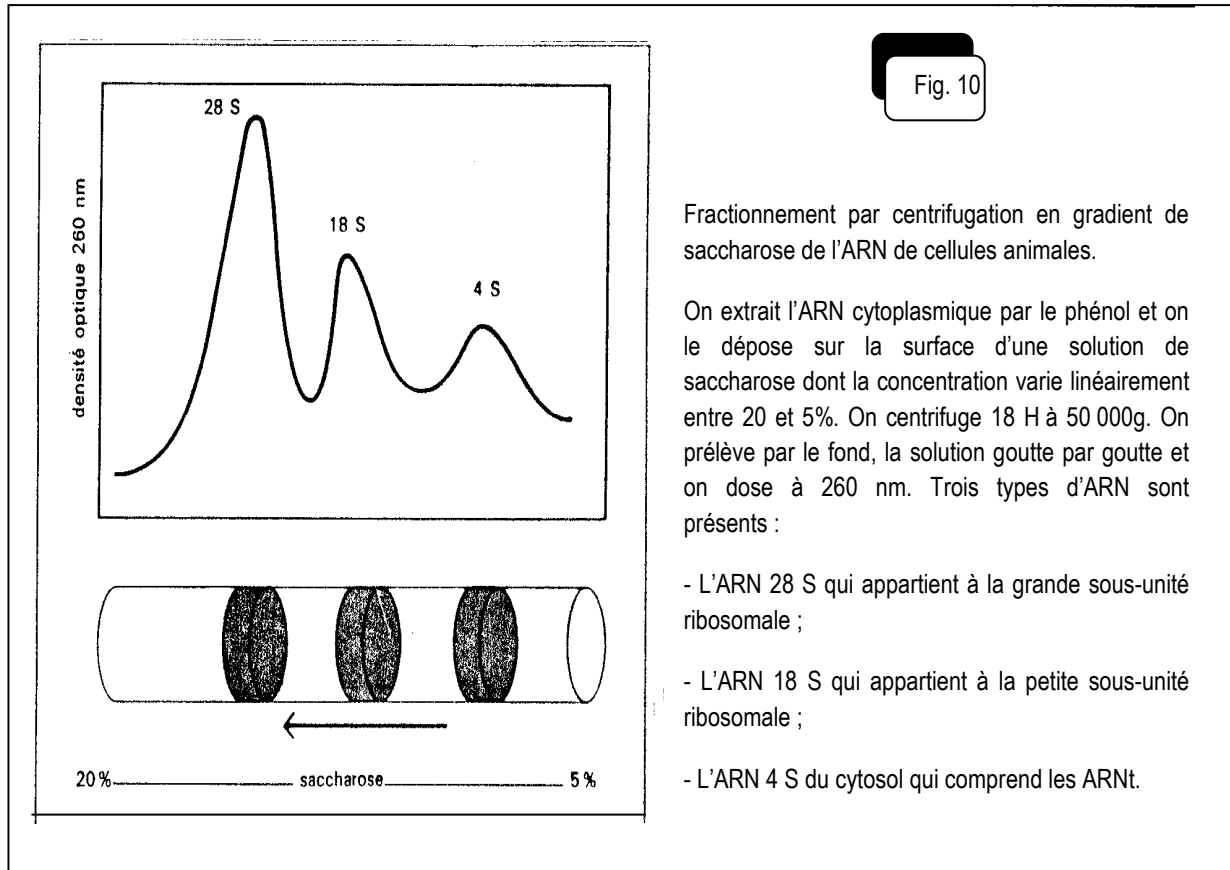 Fig. 10
28 S
18 S
4 S
densité optique 260 nm
20% saccharose 5%
Fractionnement par centrifugation en gradient de
saccharose de l'ARN de cellules animales.
On extrait l'ARN cytoplasmique par le phénol et on
le dépose sur la surface d'une solution de
saccharose dont la concentration varie linéairement
entre 20 et 5%. On centrifuge 18 H à 50 000g. On
prélève par le fond, la solution goutte par goutte et
on dose à 260 nm. Trois types d'ARN sont
présents :
- L'ARN 28 S qui appartient à la grande sous-unité
ribosomale ;
- L'ARN 18 S qui appartient à la petite sous-unité
ribosomale ;
- L'ARN 4 S du cytosol qui comprend les ARNt.